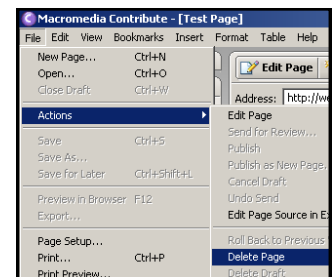 Macromedia Contribute - [Test Page]
File Edit View Bookmarks Insert Format Table Help
New Page... Ctrl+N
Open... Ctrl+O
Close Draft Ctrl+W
Actions
Save Ctrl+S
Save As...
Save for Later Ctrl+Shift+L
Preview in Browser F12
Export...
Page Setup...
Print... Ctrl+P
Print Preview...
Edit Page
Address: http://we
Edit Page
Send for Review...
Publish
Publish as New Page.
Cancel Draft
Undo Send
Edit Page Source in E
Roll Back to Previous
Delete Page
Delete Draft